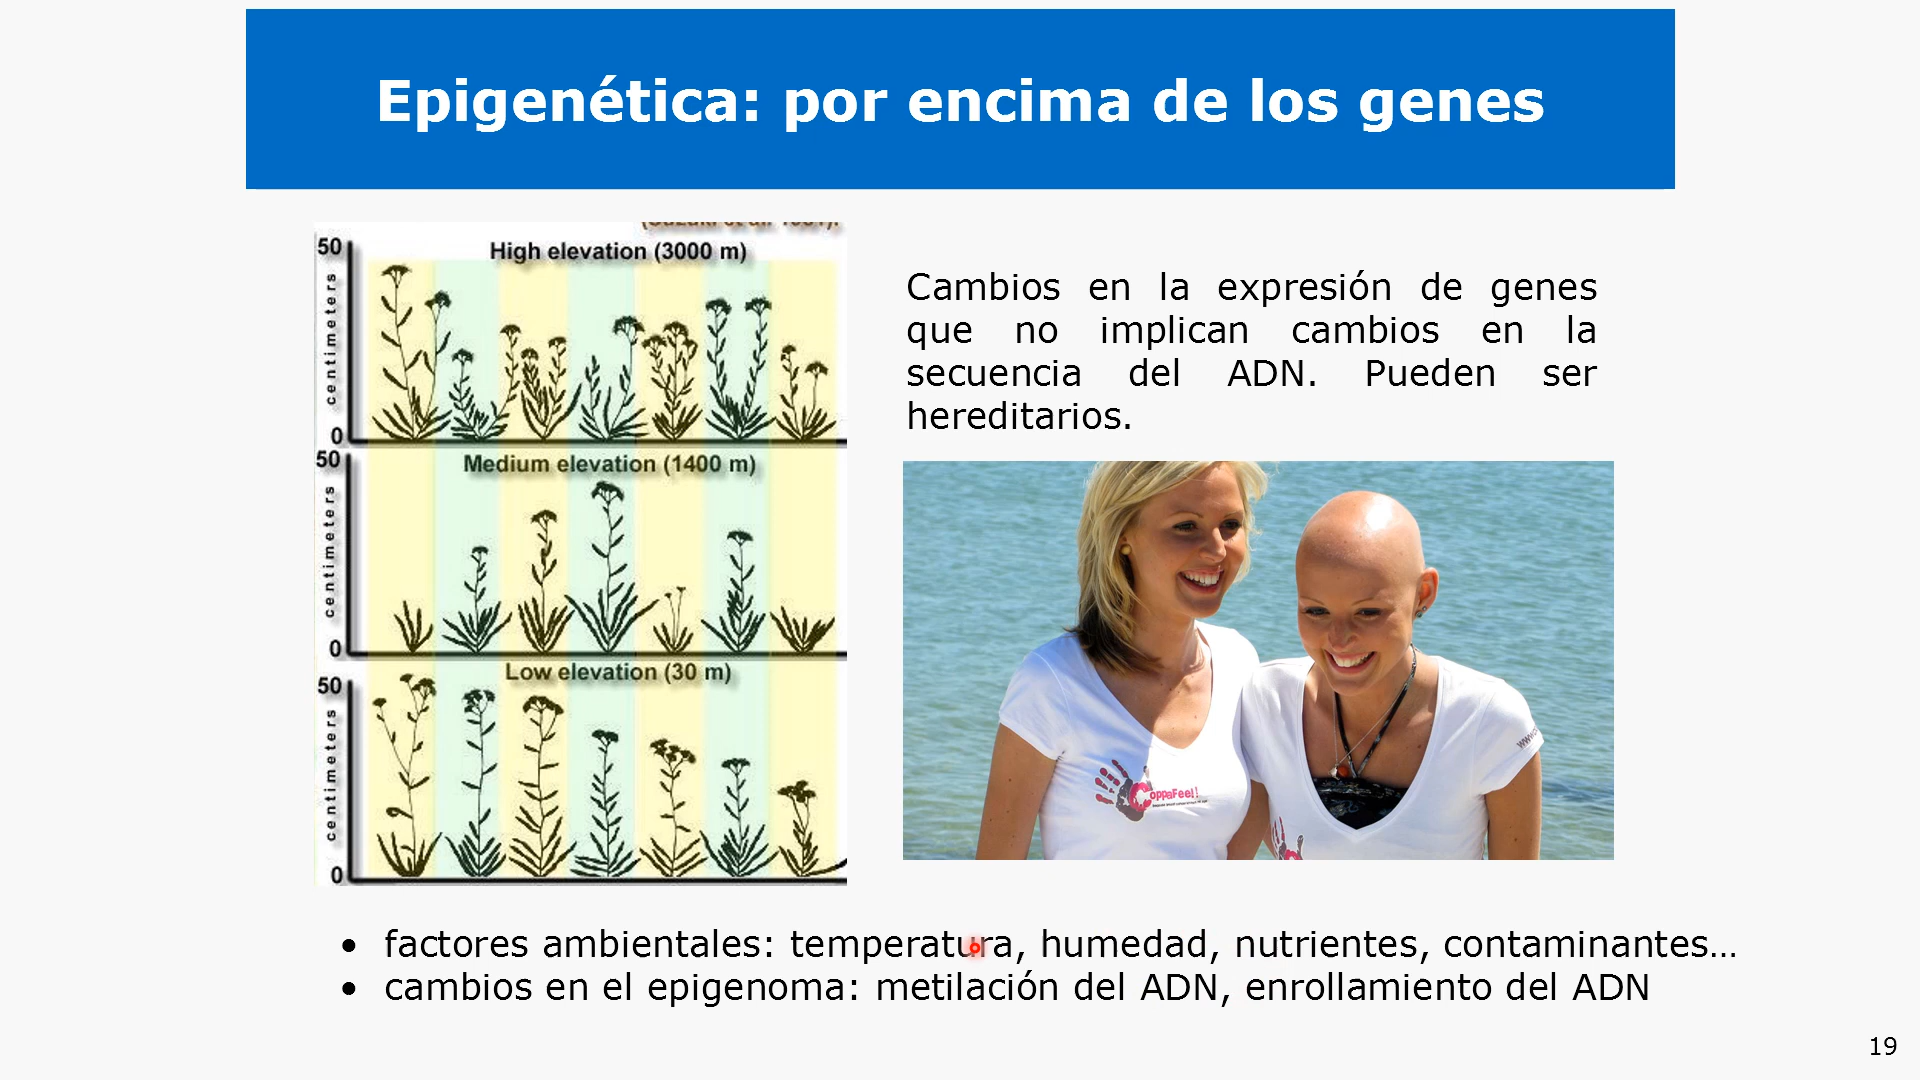 Epigenética: por encima de los genes
High elevation (3000 m)
50
centimeters
0
Medium elevation (1400 m)
50
centimeters
0
Low elevation (30 m)
50
centimeters
0
Cambios en la expresión de genes
que no implican cambios en la
secuencia del ADN. Pueden ser
hereditarios.
CoppaFeel!
• factores ambientales: temperatura, humedad, nutrientes, contaminantes…
• cambios en el epigenoma: metilación del ADN, enrollamiento del ADN
19